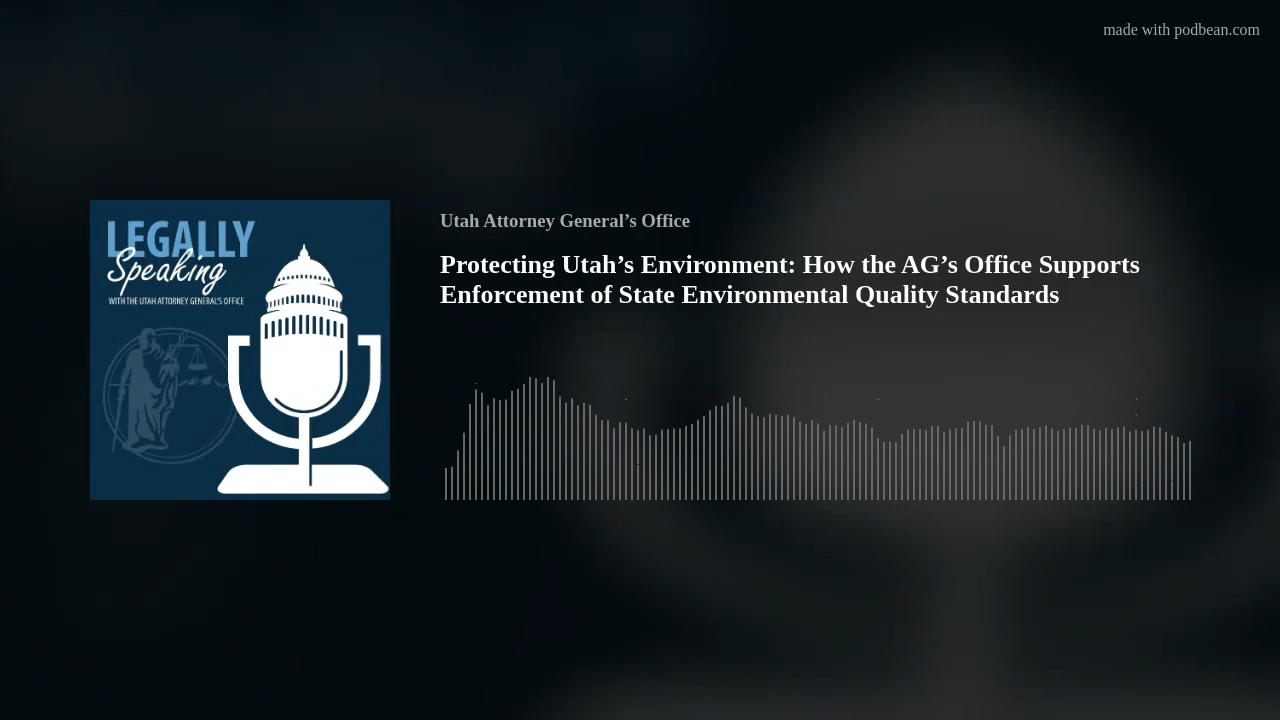 made with podbean.com
LEGALLY
Speaking
WITH THE UTAH ATTORNEY GENERAL'S OFFICE
Utah Attorney General’s Office
Protecting Utah’s Environment: How the AG’s Office Supports
Enforcement of State Environmental Quality Standards